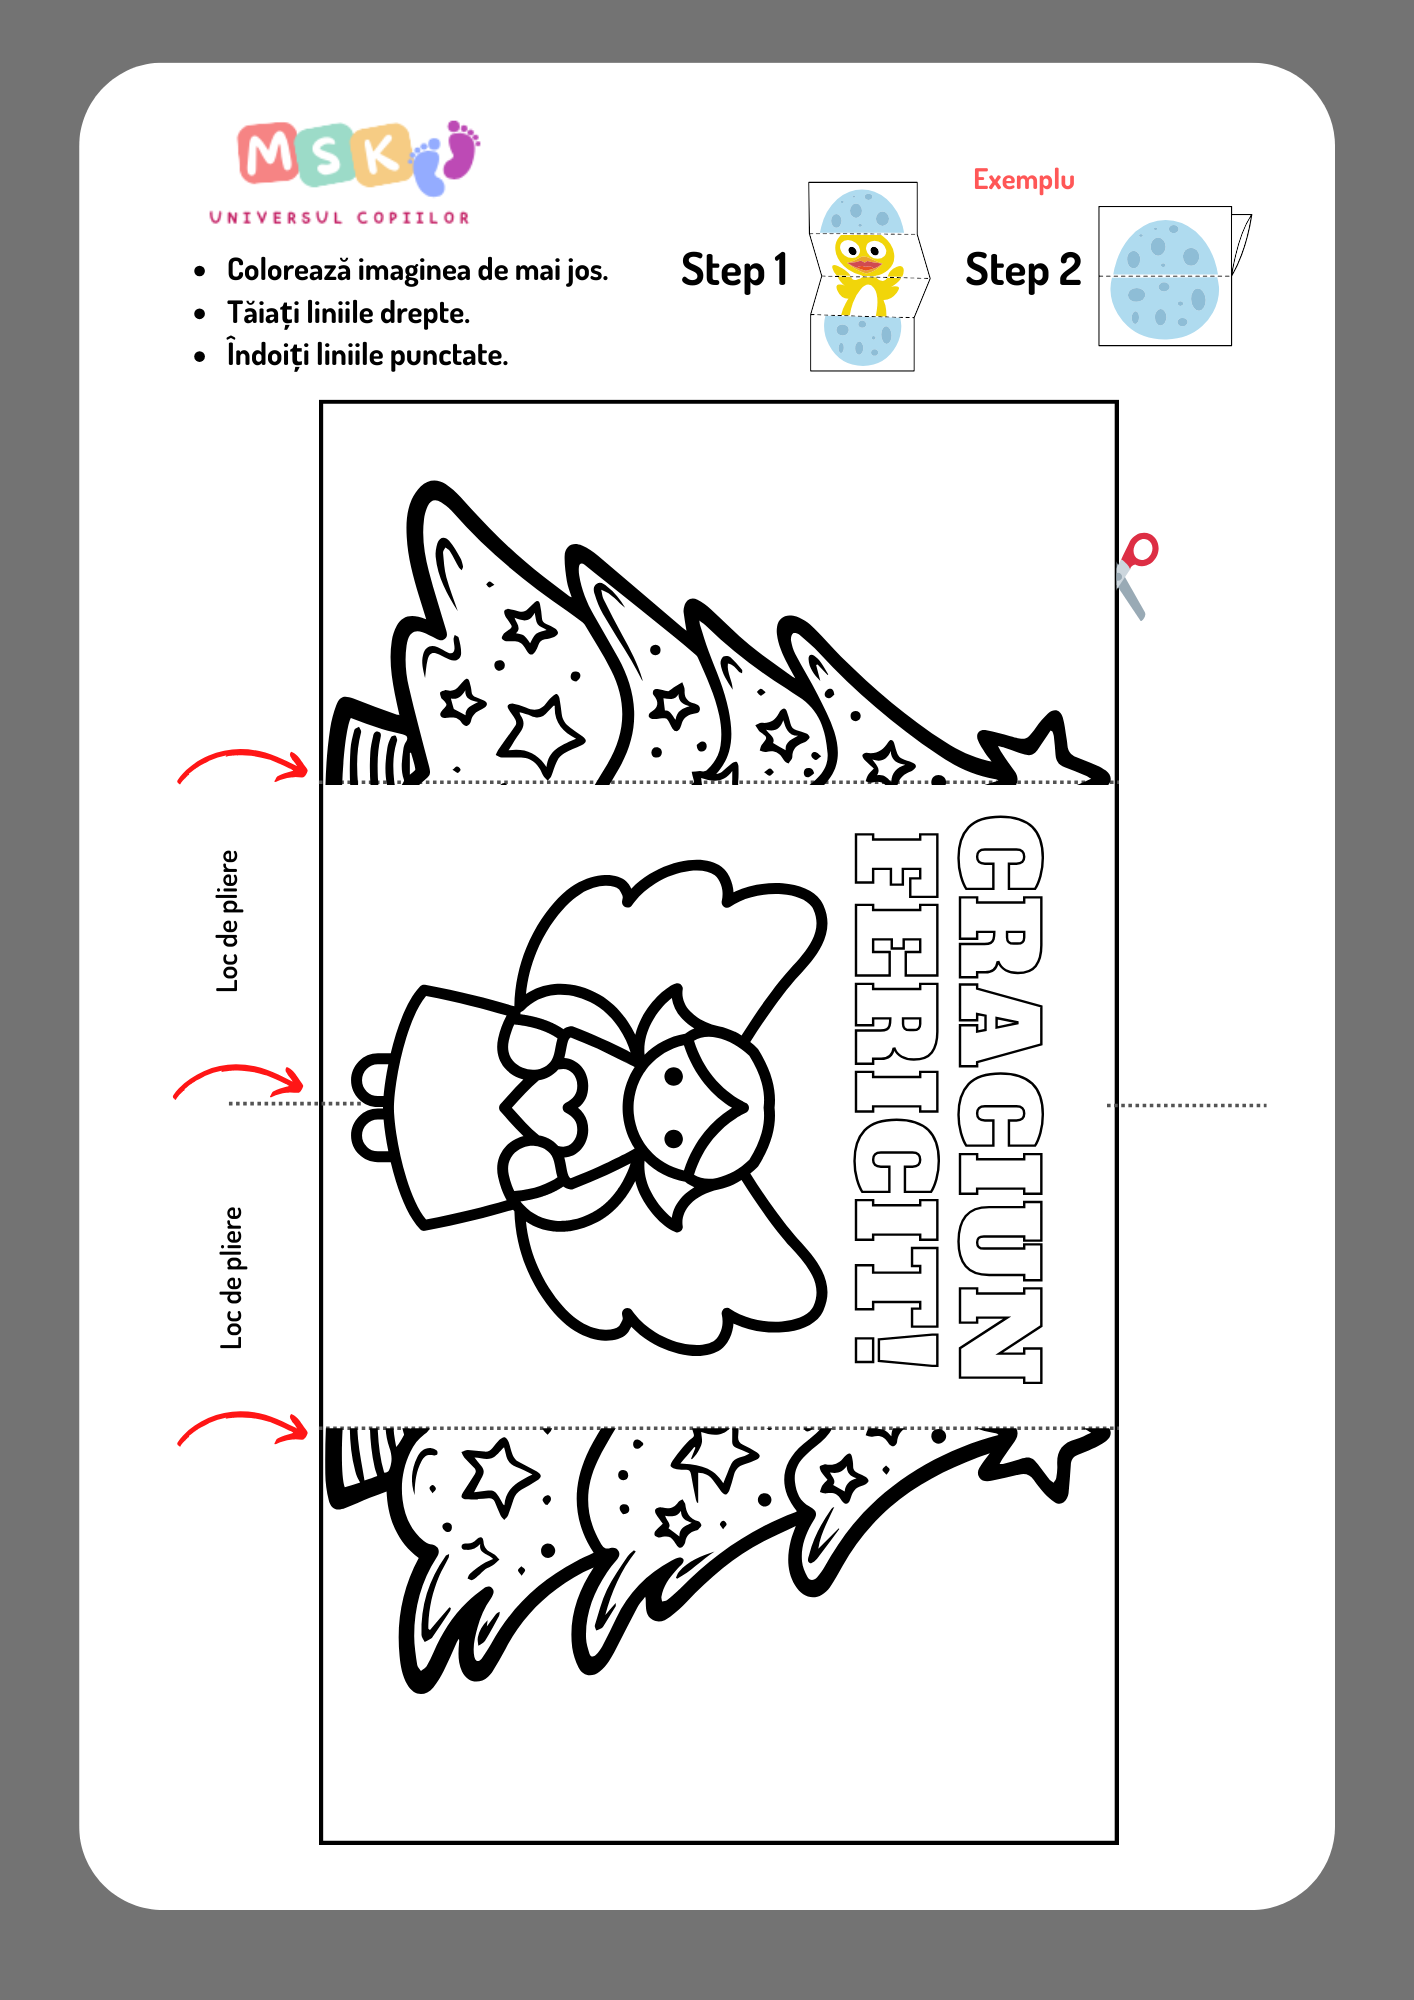 MSK
UNIVERSUL COPIILOR
Exemplu
Step 1
Step 2
• Colorează imaginea de mai jos.
• Tăiați liniile drepte.
• Îndoiți liniile punctate.
Loc de pliere
Loc de pliere
CRACIUN
FERICIT!